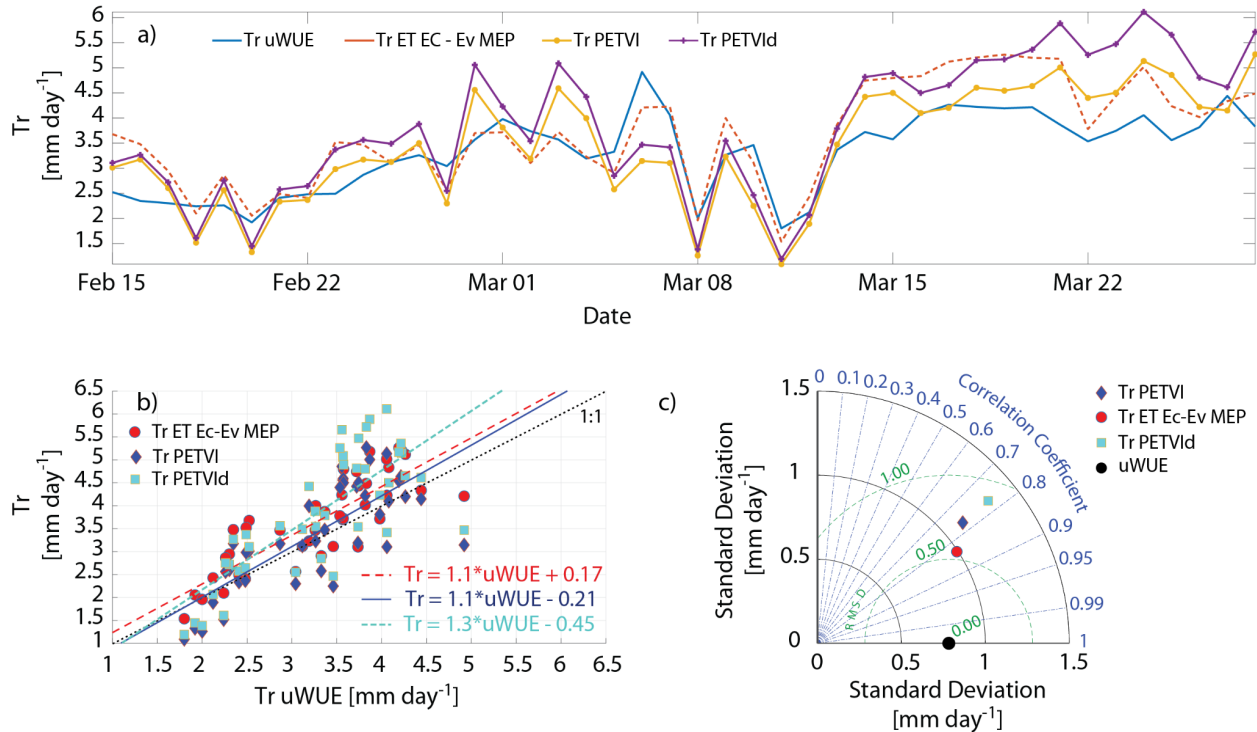 a)
Tr uWUE Tr ET EC - Ev MEP Tr PETVI Tr PETVId
6
5.5
5
4.5
4
3.5
3
2.5
2
1.5
Tr
[mm day⁻¹]
Feb 15 Feb 22 Mar 01 Mar 08 Mar 15 Mar 22
Date
b)
Tr ET Ec-Ev MEP
Tr PETVI
Tr PETVId
1:1
6.5
6
5.5
5
4.5
4
3.5
3
2.5
2
1.5
1
Tr
[mm day⁻¹]
Tr = 1.1*uWUE + 0.17
Tr = 1.1*uWUE - 0.21
Tr = 1.3*uWUE - 0.45
1 1.5 2 2.5 3 3.5 4 4.5 5 5.5 6 6.5
Tr uWUE [mm day⁻¹]
c)
Tr PETVI
Tr ET Ec-Ev MEP
Tr PETVId
uWUE
Correlation Coefficient
0 0.1 0.2 0.3 0.4 0.5 0.6 0.7 0.8 0.9 0.95 0.99 1
1.5
1
0.5
0
Standard Deviation
[mm day⁻¹]
1.00
0.50
0.00
RMSD
0 0.5 1 1.5
Standard Deviation
[mm day⁻¹]